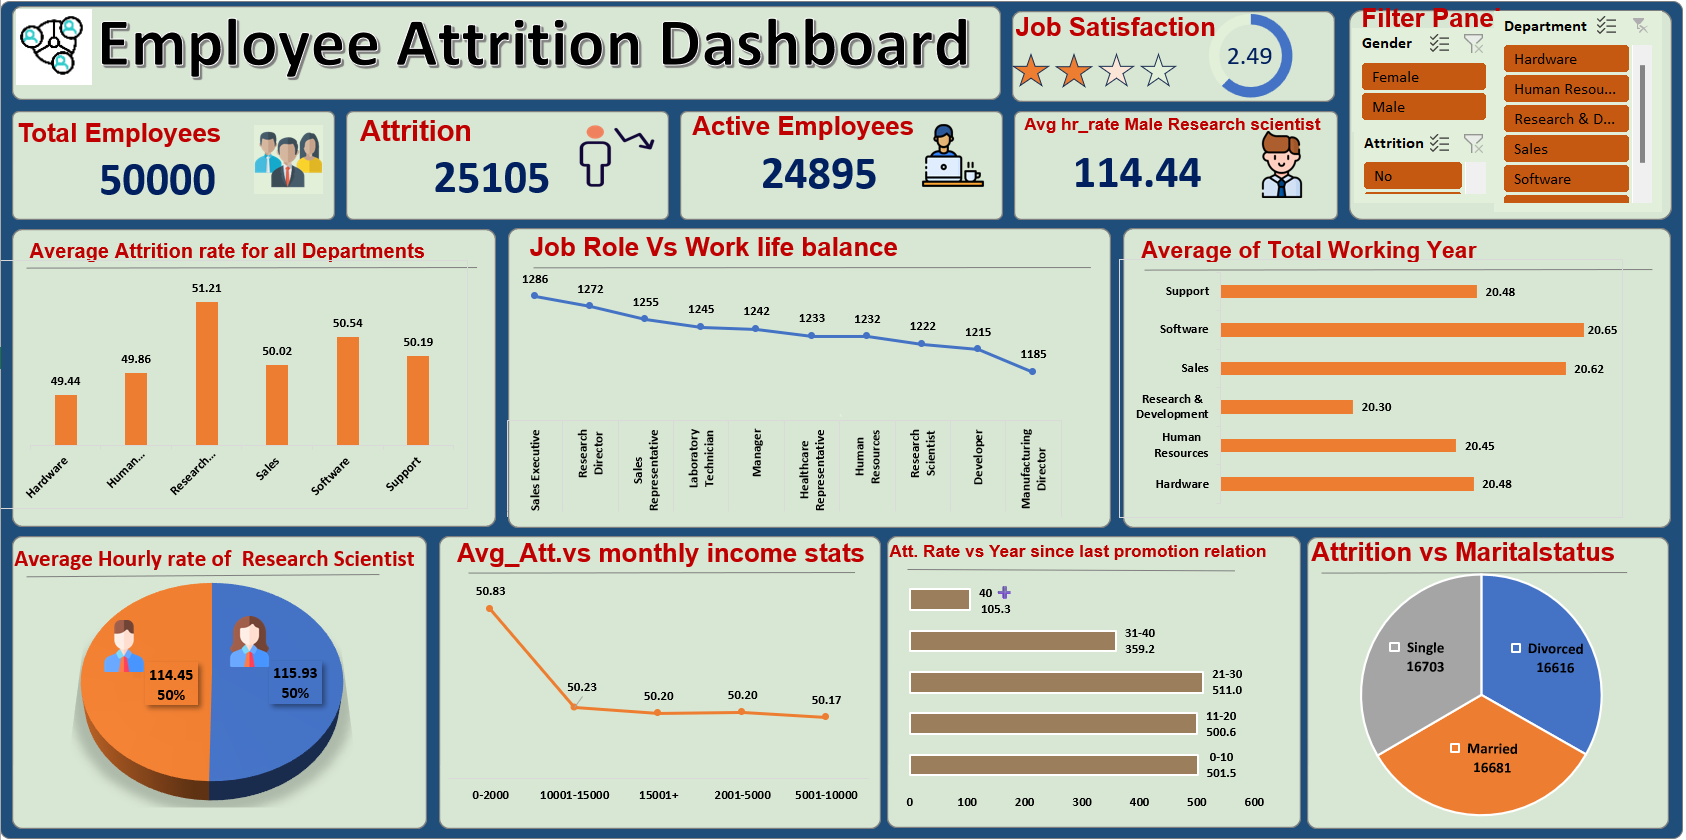 Employee Attrition Dashboard
Job Satisfaction
2.49
Filter Panel
Gender
Female
Male
Attrition
No
Department
Hardware
Human Resou...
Research & D...
Sales
Software
Total Employees
50000
Attrition
25105
Active Employees
24895
Avg hr_rate Male Research scientist
114.44
Average Attrition rate for all Departments
49.44
49.86
51.21
50.02
50.54
50.19
Hardware
Human...
Research...
Sales
Software
Support
Job Role Vs Work life balance
1286
1272
1255
1245
1242
1233
1232
1222
1215
1185
Sales Executive
Research
Director
Sales
Representative
Laboratory
Technician
Manager
Healthcare
Representative
Human
Resources
Research
Scientist
Developer
Manufacturing
Director
Average of Total Working Year
Support
20.48
Software
20.65
Sales
20.62
Research &
Development
20.30
Human
Resources
20.45
Hardware
20.48
Average Hourly rate of  Research Scientist
114.45
50%
115.93
50%
Avg_Att.vs monthly income stats
50.83
50.23
50.20
50.20
50.17
0-2000
10001-15000
15001+
2001-5000
5001-10000
Att. Rate vs Year since last promotion relation
40
105.3
31-40
359.2
21-30
511.0
11-20
500.6
0-10
501.5
0 100 200 300 400 500 600
Attrition vs Maritalstatus
Single
16703
Divorced
16616
Married
16681